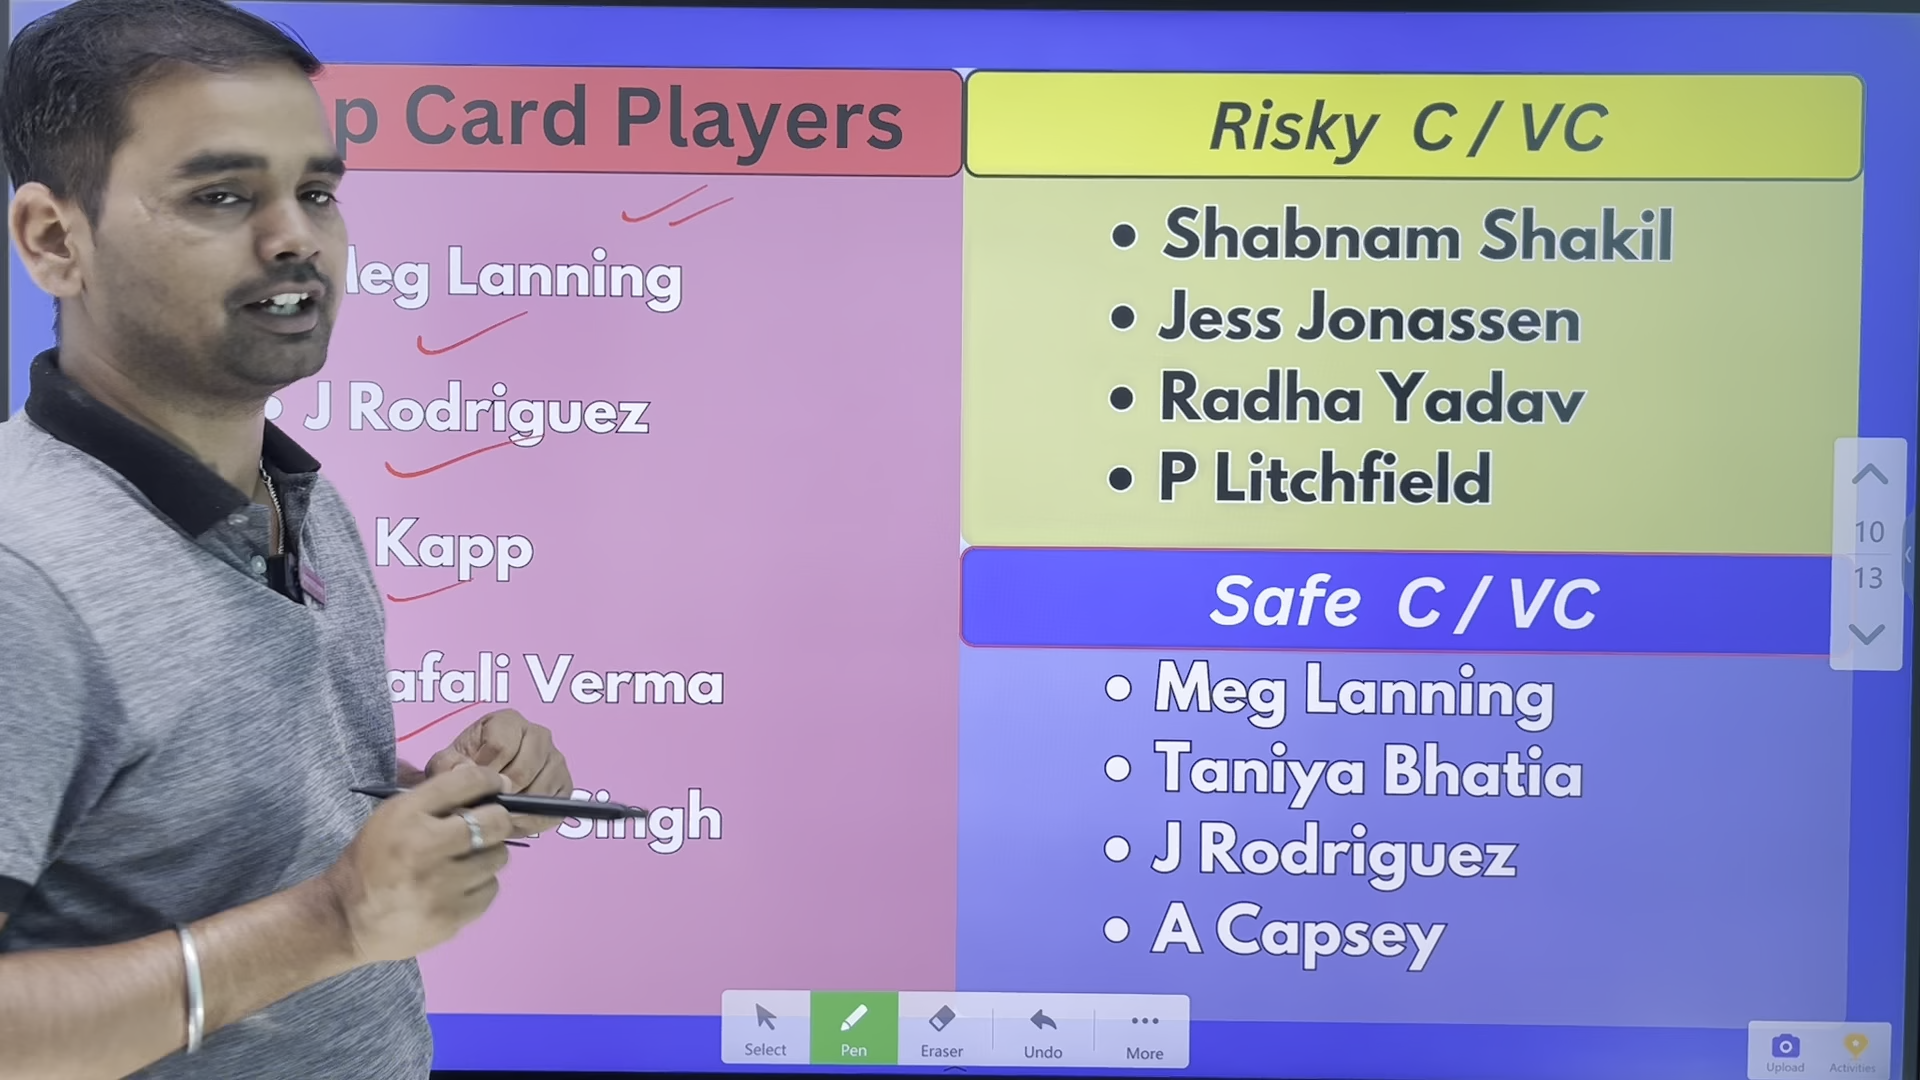 p Card Players
Meg Lanning
• J Rodriguez
Kapp
afali Verma
Singh
Risky C / VC
• Shabnam Shakil
• Jess Jonassen
• Radha Yadav
• P Litchfield
Safe C / VC
• Meg Lanning
• Taniya Bhatia
• J Rodriguez
• A Capsey
10
13
Select
Pen
Eraser
Undo
More
Upload
Activities